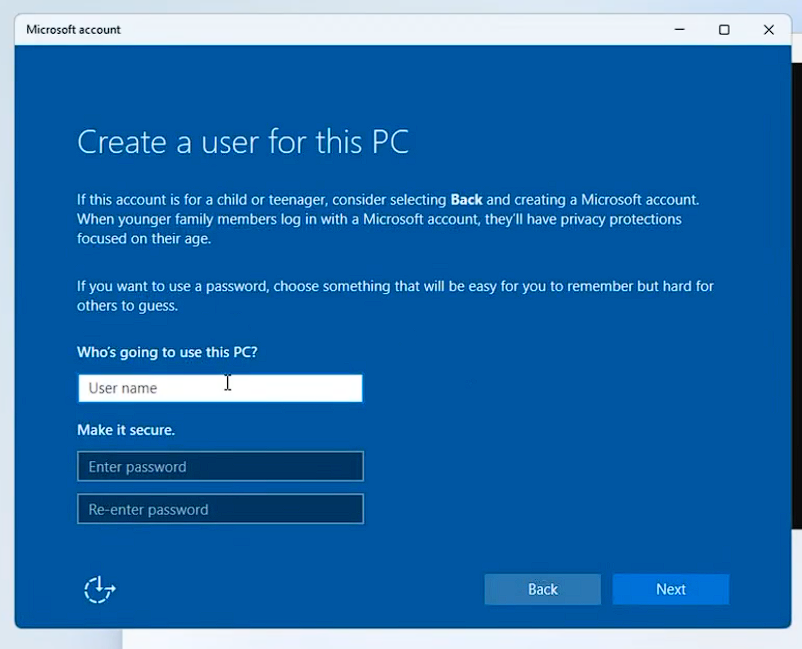 Microsoft account
Create a user for this PC
If this account is for a child or teenager, consider selecting Back and creating a Microsoft account.
When younger family members log in with a Microsoft account, they'll have privacy protections
focused on their age.
If you want to use a password, choose something that will be easy for you to remember but hard for
others to guess.
Who's going to use this PC?
User name
Make it secure.
Enter password
Re-enter password
Back
Next